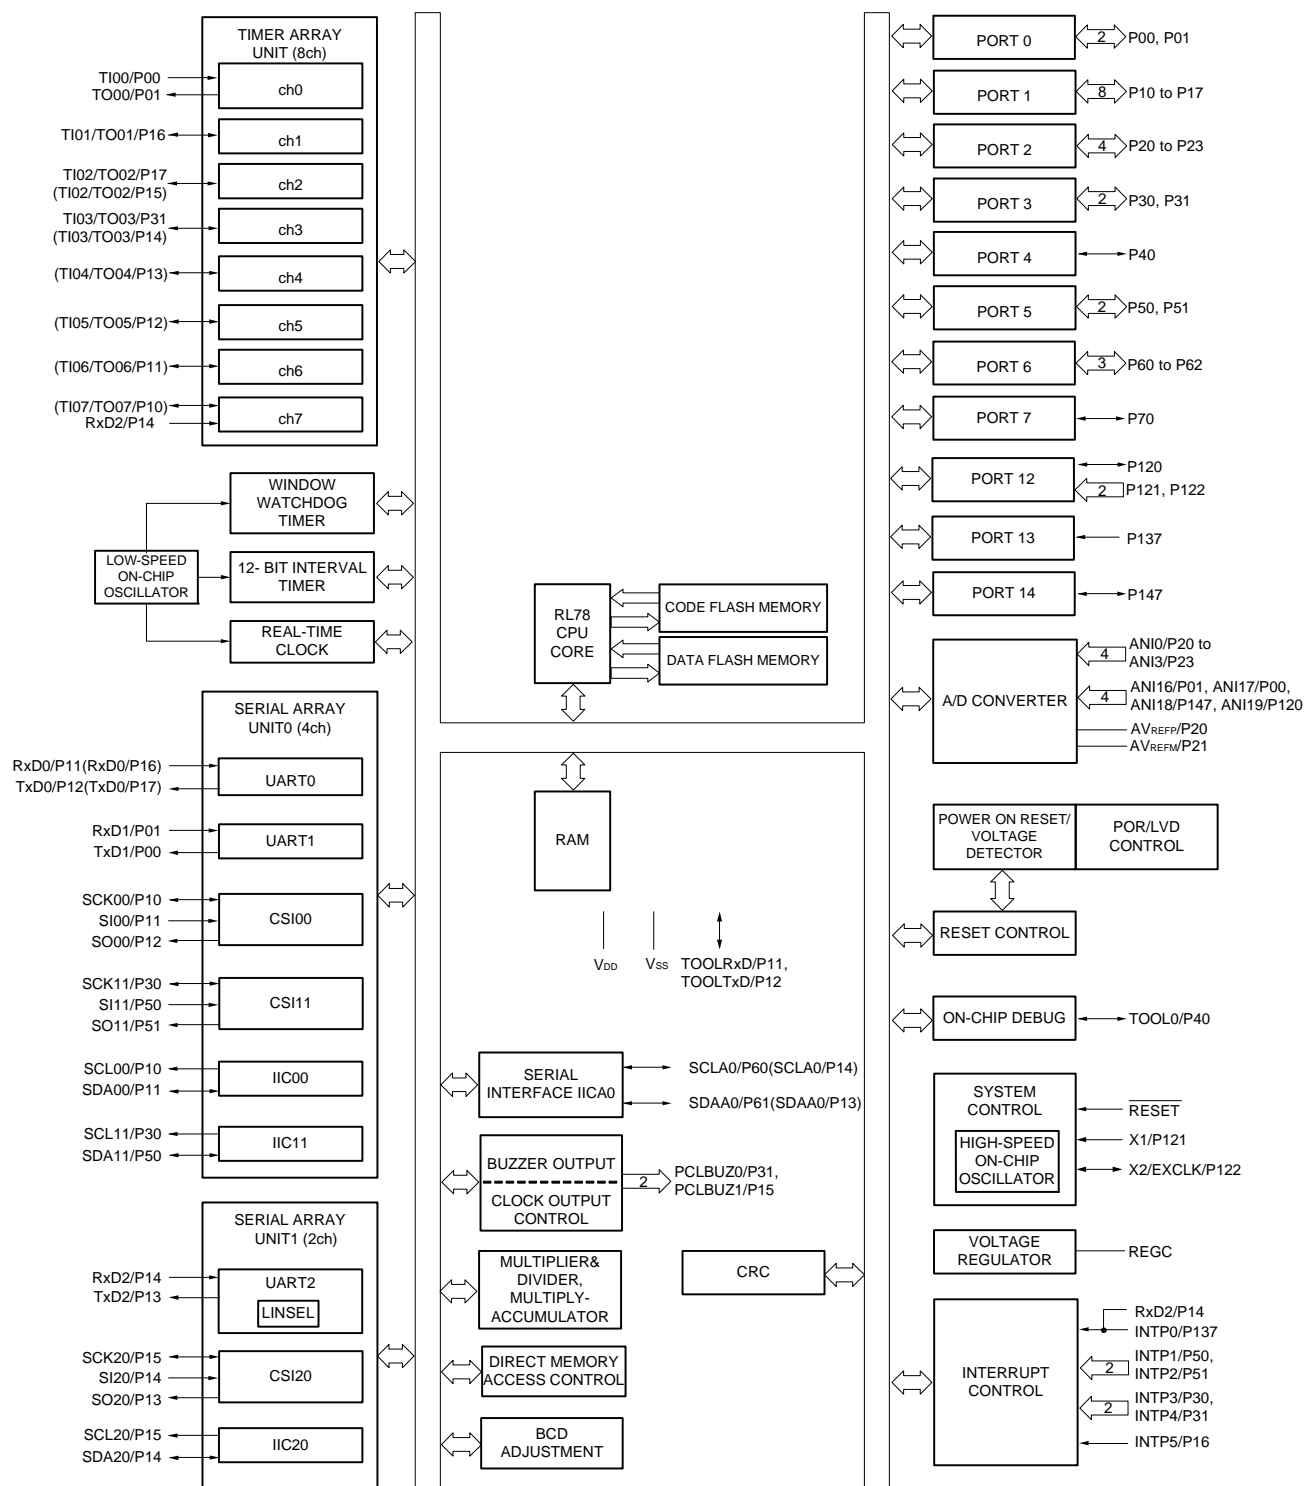 TIMER ARRAY
UNIT (8ch)
TI00/P00
TO00/P01
ch0
TI01/TO01/P16
ch1
TI02/TO02/P17
(TI02/TO02/P15)
ch2
TI03/TO03/P31
(TI03/TO03/P14)
ch3
(TI04/TO04/P13)
ch4
(TI05/TO05/P12)
ch5
(TI06/TO06/P11)
ch6
(TI07/TO07/P10)
RxD2/P14
ch7
WINDOW
WATCHDOG
TIMER
LOW-SPEED
ON-CHIP
OSCILLATOR
12- BIT INTERVAL
TIMER
REAL-TIME
CLOCK
SERIAL ARRAY
UNIT0 (4ch)
RxD0/P11(RxD0/P16)
TxD0/P12(TxD0/P17)
UART0
RxD1/P01
TxD1/P00
UART1
SCK00/P10
SI00/P11
SO00/P12
CSI00
SCK11/P30
SI11/P50
SO11/P51
CSI11
SCL00/P10
SDA00/P11
IIC00
SCL11/P30
SDA11/P50
IIC11
SERIAL ARRAY
UNIT1 (2ch)
RxD2/P14
TxD2/P13
UART2
LINSEL
SCK20/P15
SI20/P14
SO20/P13
CSI20
SCL20/P15
SDA20/P14
IIC20
RL78
CPU
CORE
CODE FLASH MEMORY
DATA FLASH MEMORY
RAM
VDD
VSS
TOOLRxD/P11,
TOOLTxD/P12
SERIAL
INTERFACE IICA0
SCLA0/P60(SCLA0/P14)
SDAA0/P61(SDAA0/P13)
BUZZER OUTPUT
CLOCK OUTPUT
CONTROL
2
PCLBUZ0/P31,
PCLBUZ1/P15
MULTIPLIER&
DIVIDER,
MULTIPLY-
ACCUMULATOR
CRC
DIRECT MEMORY
ACCESS CONTROL
BCD
ADJUSTMENT
PORT 0
2
P00, P01
PORT 1
8
P10 to P17
PORT 2
4
P20 to P23
PORT 3
2
P30, P31
PORT 4
P40
PORT 5
2
P50, P51
PORT 6
3
P60 to P62
PORT 7
P70
PORT 12
P120
2
P121, P122
PORT 13
P137
PORT 14
P147
A/D CONVERTER
4
ANI0/P20 to
ANI3/P23
4
ANI16/P01, ANI17/P00,
ANI18/P147, ANI19/P120
AVREFP/P20
AVREFM/P21
POWER ON RESET/
VOLTAGE
DETECTOR
POR/LVD
CONTROL
RESET CONTROL
ON-CHIP DEBUG
TOOL0/P40
SYSTEM
CONTROL
HIGH-SPEED
ON-CHIP
OSCILLATOR
RESET
X1/P121
X2/EXCLK/P122
VOLTAGE
REGULATOR
REGC
INTERRUPT
CONTROL
RxD2/P14
INTP0/P137
2
INTP1/P50,
INTP2/P51
2
INTP3/P30,
INTP4/P31
INTP5/P16